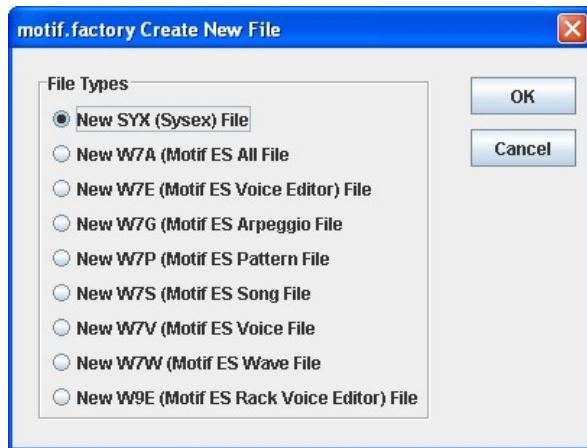 motif.factory Create New File
File Types
New SYX (Sysex) File
New W7A (Motif ES All File
New W7E (Motif ES Voice Editor) File
New W7G (Motif ES Arpeggio File
New W7P (Motif ES Pattern File
New W7S (Motif ES Song File
New W7V (Motif ES Voice File
New W7W (Motif ES Wave File
New W9E (Motif ES Rack Voice Editor) File
OK
Cancel